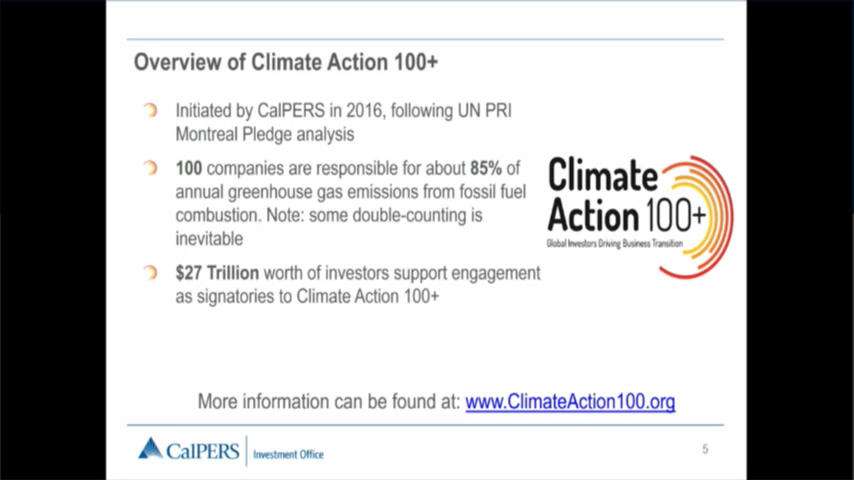 Overview of Climate Action 100+
Initiated by CalPERS in 2016, following UN PRI
Montreal Pledge analysis
100 companies are responsible for about 85% of
annual greenhouse gas emissions from fossil fuel
combustion. Note: some double-counting is
inevitable
$27 Trillion worth of investors support engagement
as signatories to Climate Action 100+
Climate
Action 100+
Global Investors Driving Business Transition
More information can be found at: www.ClimateAction100.org
CalPERS Investment Office
5